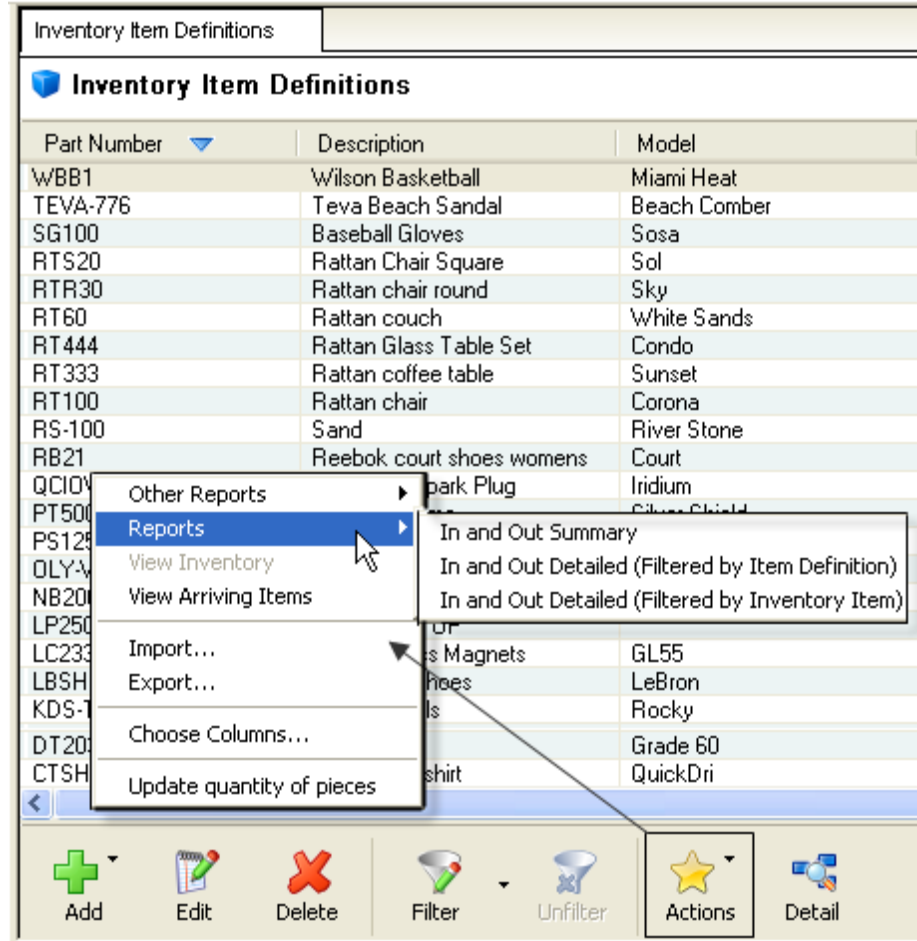 Inventory Item Definitions
Inventory Item Definitions
Part Number Description Model
WBB1 Wilson Basketball Miami Heat
TEVA-776 Teva Beach Sandal Beach Comber
SG100 Baseball Gloves Sosa
RTS20 Rattan Chair Square Sol
RTR30 Rattan chair round Sky
RT60 Rattan couch White Sands
RT444 Rattan Glass Table Set Condo
RT333 Rattan coffee table Sunset
RT100 Rattan chair Corona
RS-100 Sand River Stone
RB21 Reebok court shoes womens Court
Plug Iridium
Silver Shield
Magnets GL55
LeBron
Rocky
Grade 60
QuickDri
Other Reports
Reports
View Inventory
View Arriving Items
Import...
Export...
Choose Columns...
Update quantity of pieces
In and Out Summary
In and Out Detailed (Filtered by Item Definition)
In and Out Detailed (Filtered by Inventory Item)
Add Edit Delete Filter Unfilter Actions Detail